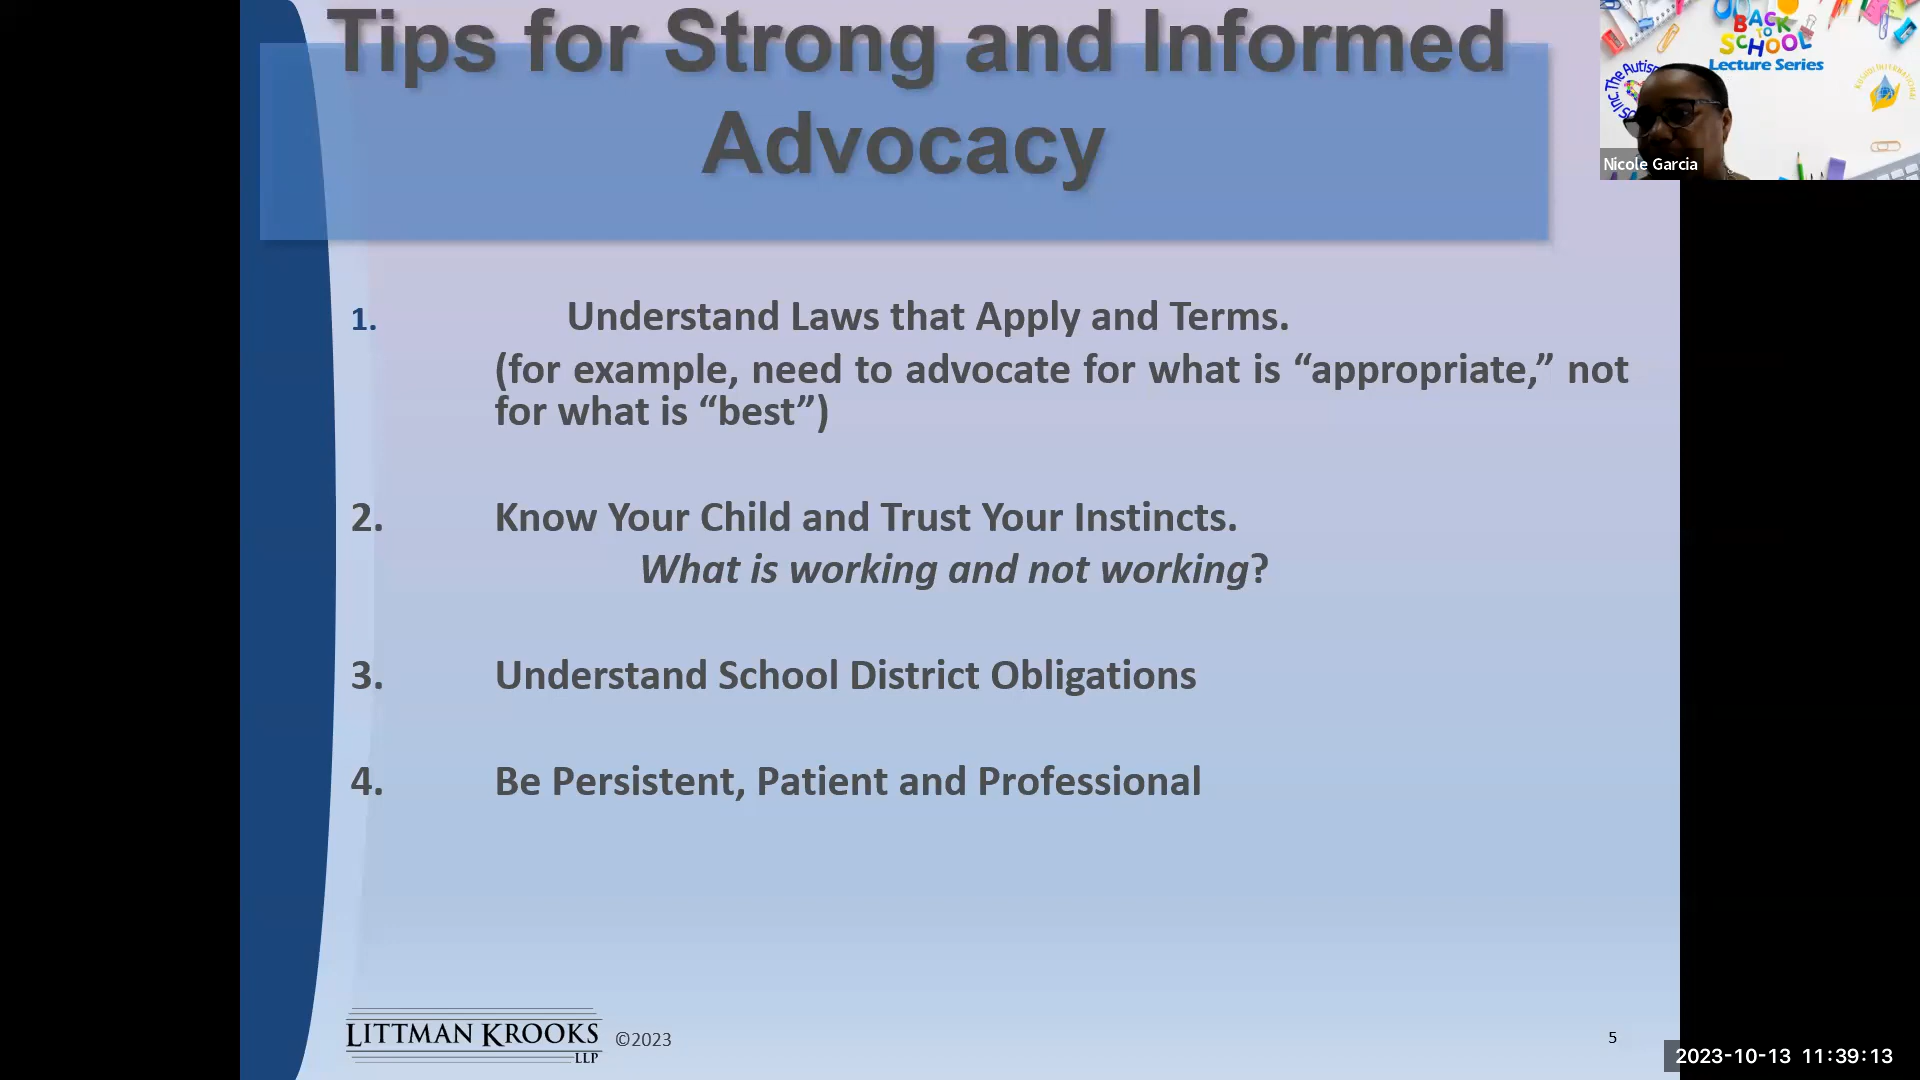 Tips for Strong and Informed
Advocacy
BACK
TO
SCHOOL
Lecture Series
Inc. The Autism
Nicole Garcia
1. Understand Laws that Apply and Terms.
(for example, need to advocate for what is “appropriate,” not
for what is “best”)
2. Know Your Child and Trust Your Instincts.
What is working and not working?
3. Understand School District Obligations
4. Be Persistent, Patient and Professional
LITTMAN KROOKS
LLP
©2023
5
2023-10-13 11:39:13